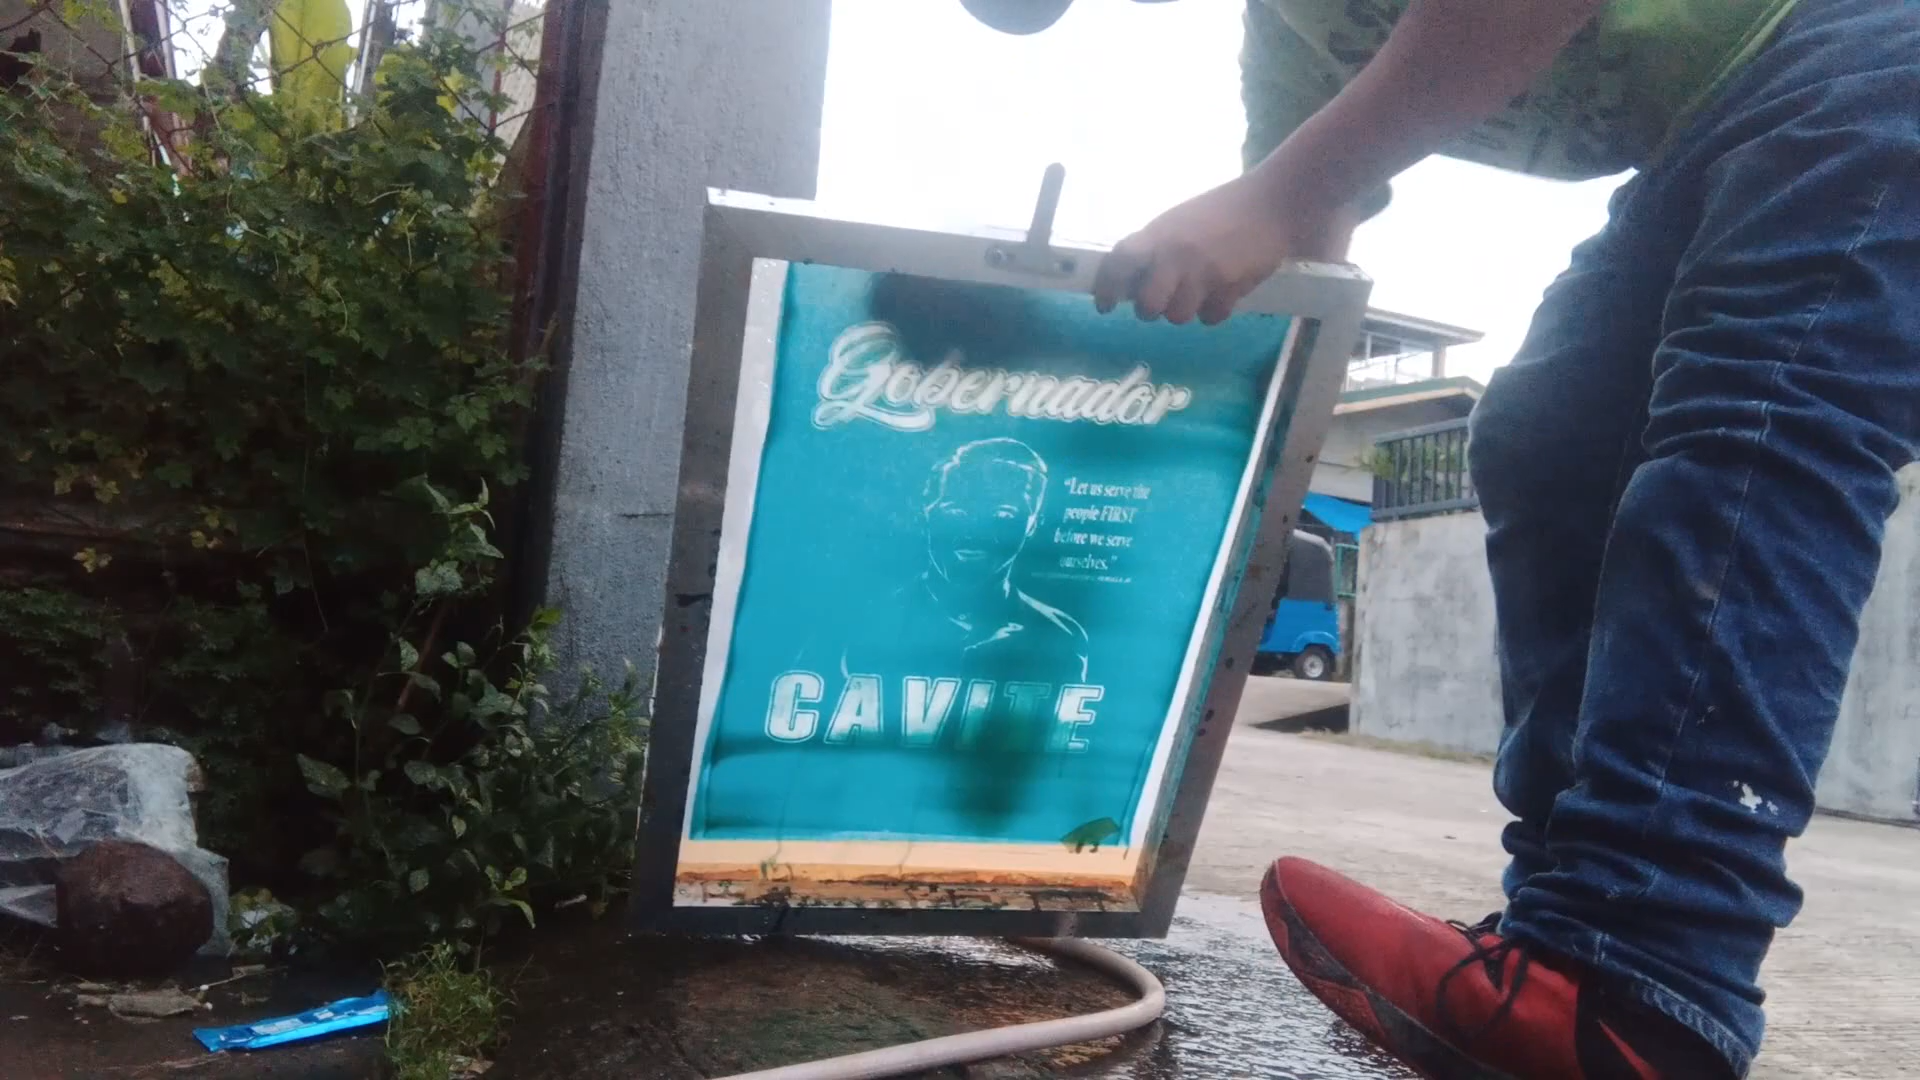 Gobernador
"Let us serve the
people FIRST
before we serve
ourselves."
CAVITE